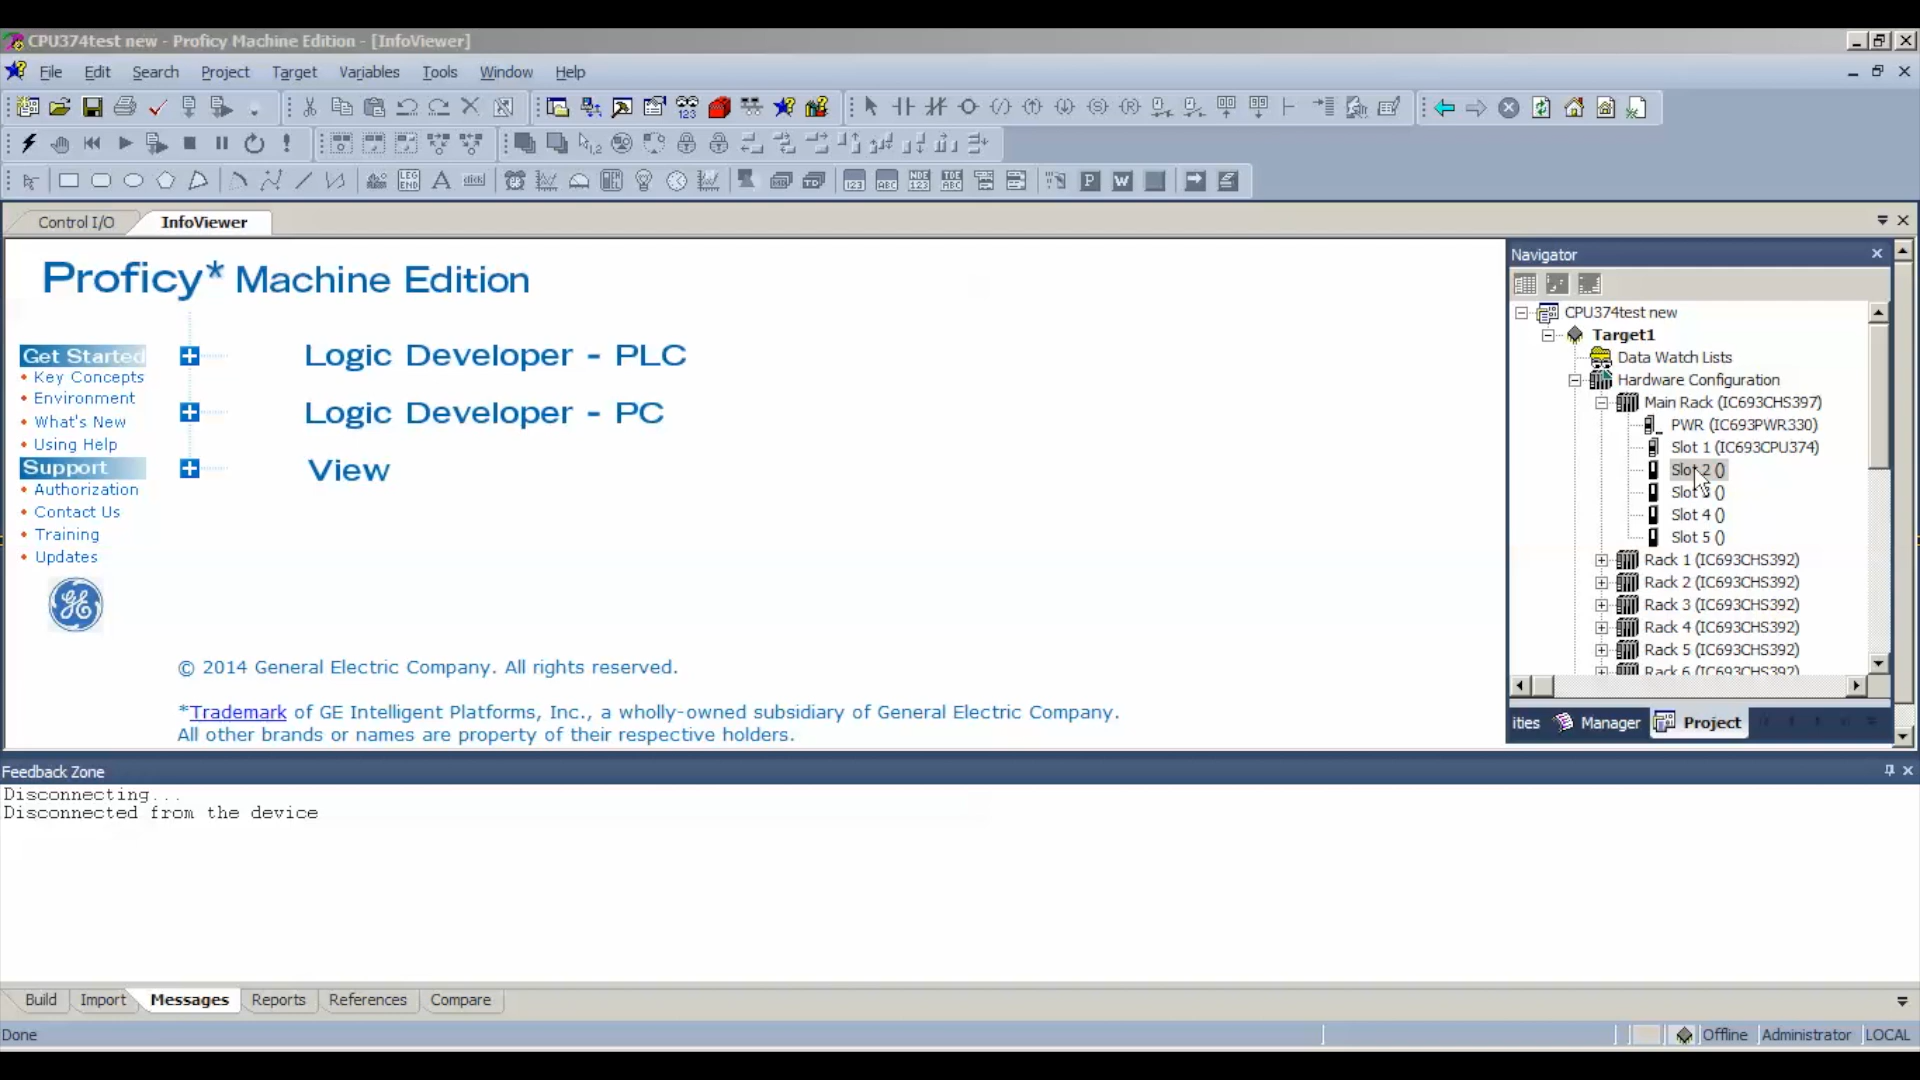 CPU374test new - Proficy Machine Edition - [InfoViewer]
File Edit Search Project Target Variables Tools Window Help
Control I/O InfoViewer
Proficy* Machine Edition
Get Started
Key Concepts
Environment
What's New
Using Help
Support
Authorization
Contact Us
Training
Updates
Logic Developer - PLC
Logic Developer - PC
View
© 2014 General Electric Company. All rights reserved.
*Trademark of GE Intelligent Platforms, Inc., a wholly-owned subsidiary of General Electric Company.
All other brands or names are property of their respective holders.
Navigator
CPU374test new
Target1
Data Watch Lists
Hardware Configuration
Main Rack (IC693CHS397)
PWR (IC693PWR330)
Slot 1 (IC693CPU374)
Slot 2 ()
Slot 3 ()
Slot 4 ()
Slot 5 ()
Rack 1 (IC693CHS392)
Rack 2 (IC693CHS392)
Rack 3 (IC693CHS392)
Rack 4 (IC693CHS392)
Rack 5 (IC693CHS392)
Rack 6 (IC693CHS392)
ities Manager Project
Feedback Zone
Disconnecting...
Disconnected from the device
Build Import Messages Reports References Compare
Done Offline Administrator LOCAL